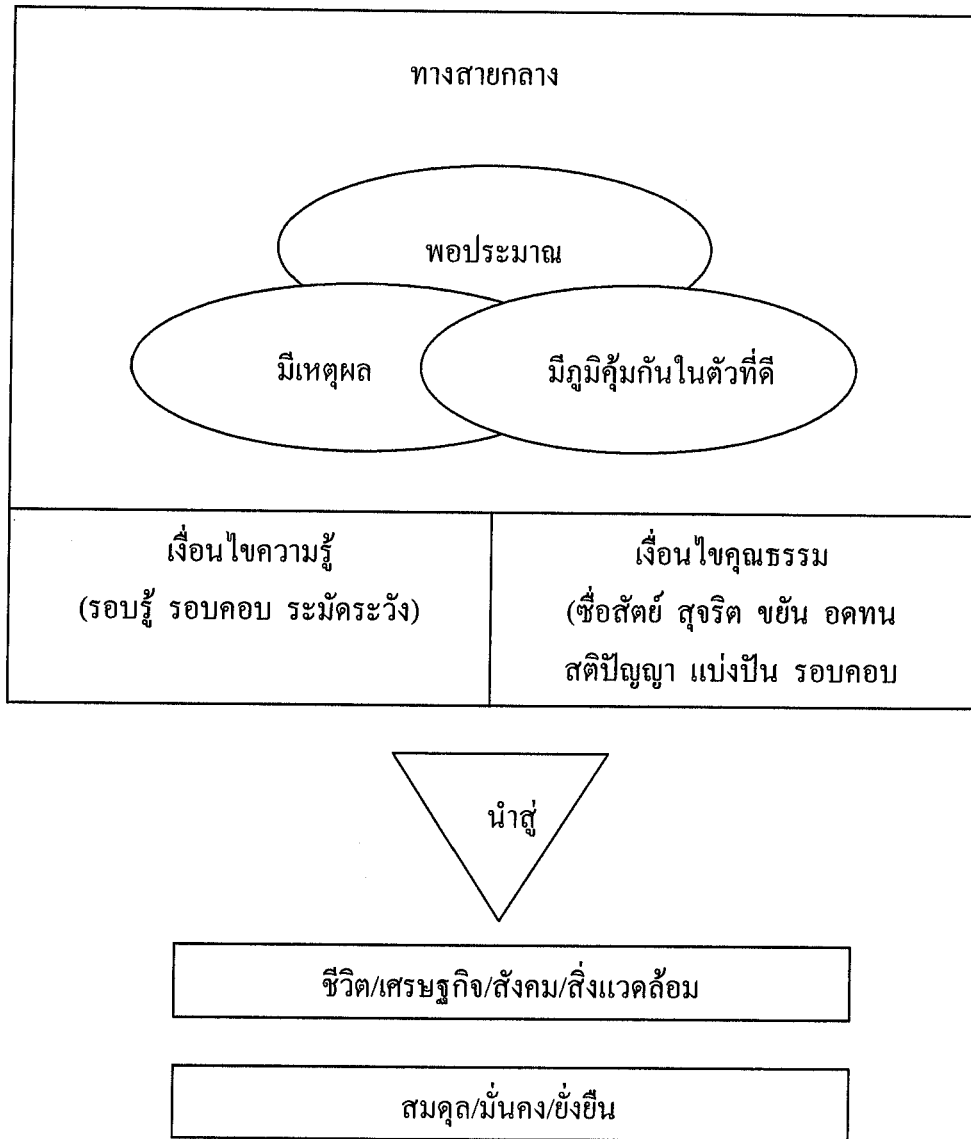 ทางสายกลาง
พอประมาณ
มีเหตุผล
มีภูมิคุ้มกันในตัวที่ดี
เงื่อนไขความรู้
(รอบรู้ รอบคอบ ระมัดระวัง)
เงื่อนไขคุณธรรม
(ซื่อสัตย์ สุจริต ขยัน อดทน
สติปัญญา แบ่งปัน รอบคอบ
นำสู่
ชีวิต/เศรษฐกิจ/สังคม/สิ่งแวดล้อม
สมดุล/มั่นคง/ยั่งยืน